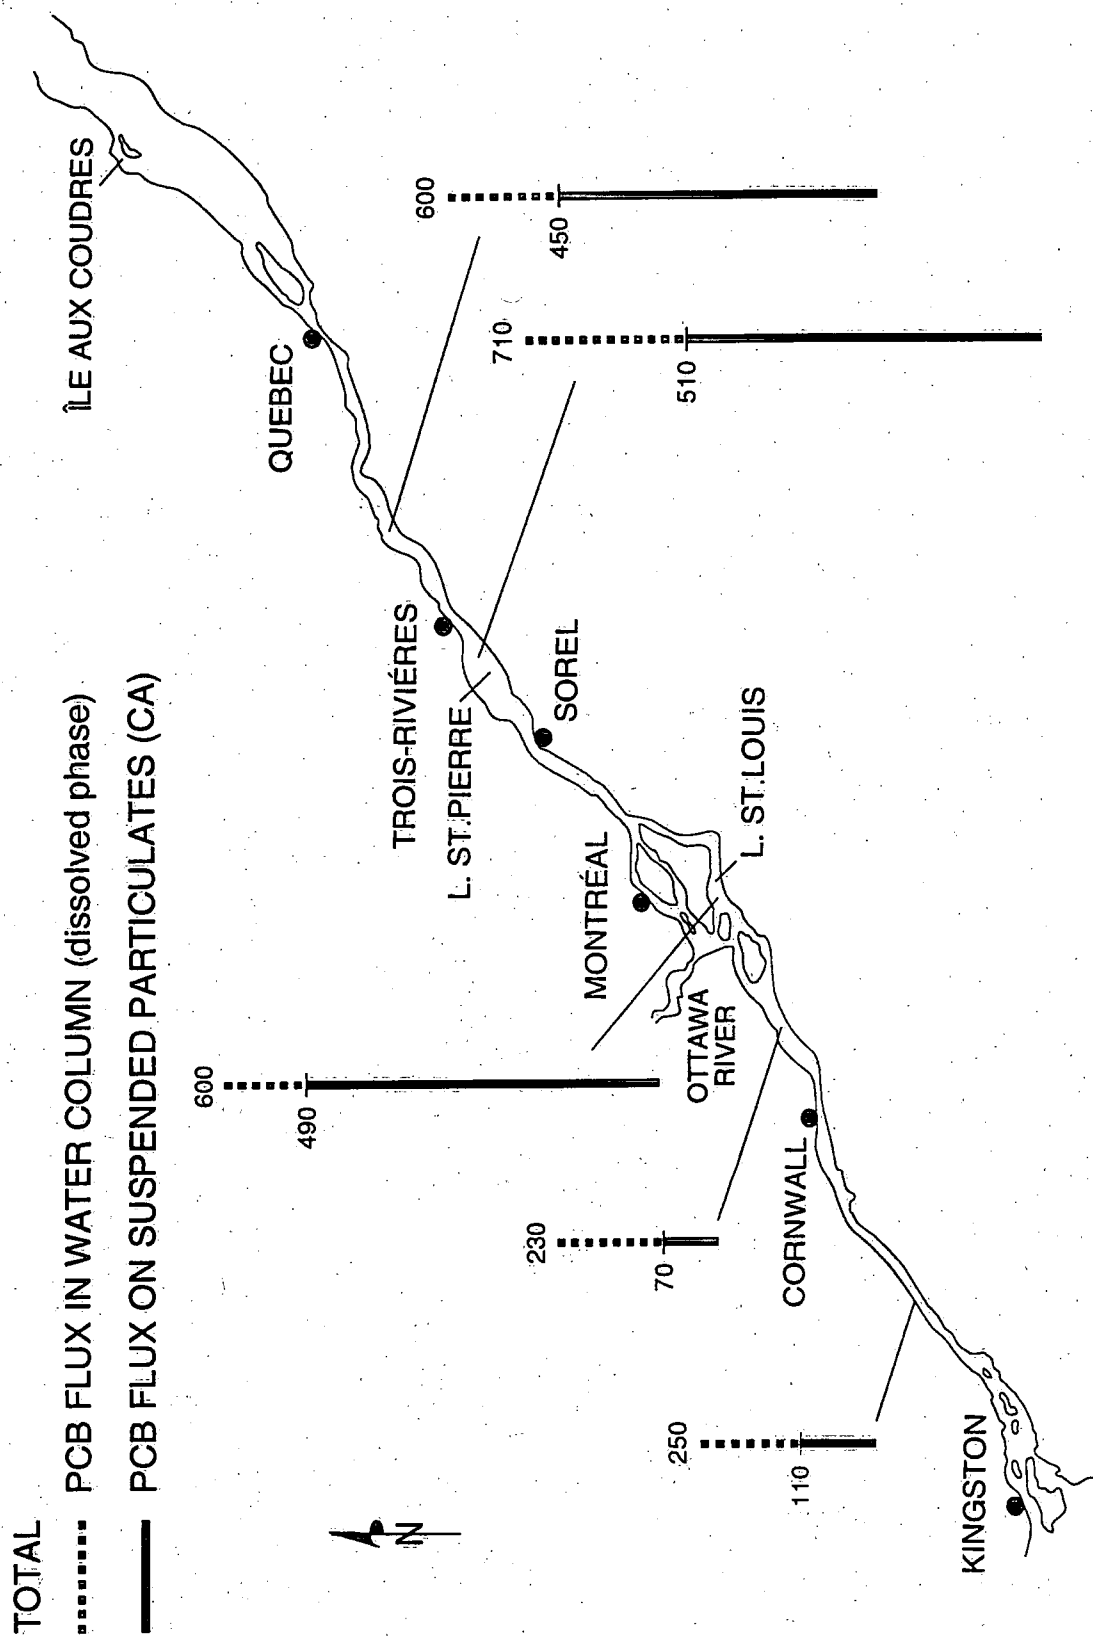 TOTAL
PCB FLUX IN WATER COLUMN (dissolved phase)
PCB FLUX ON SUSPENDED PARTICULATES (CA)
N
ÎLE AUX COUDRES
QUEBEC
TROIS-RIVIÉRES
L. ST.PIERRE
SOREL
MONTRÉAL
L. ST.LOUIS
OTTAWA
RIVER
CORNWALL
KINGSTON
600
490
230
70
250
110
710
510
600
450